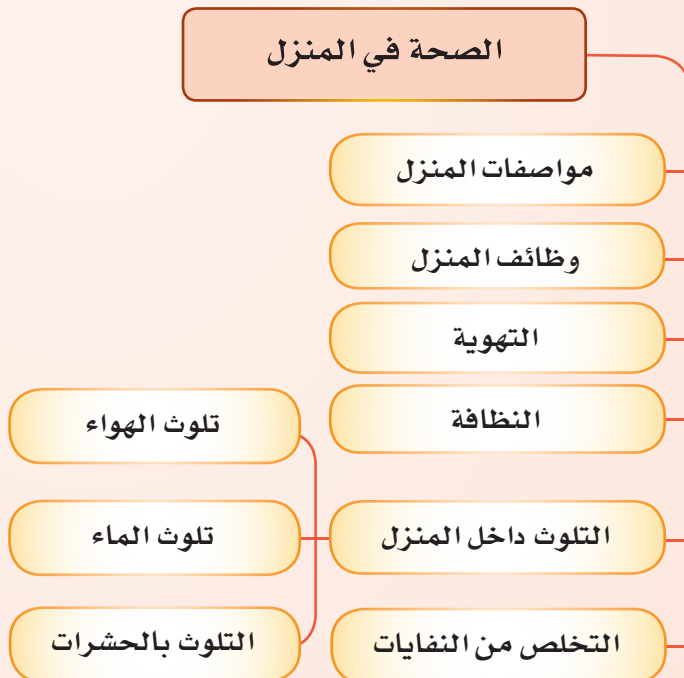 الصحة في المنزل
مواصفات المنزل
وظائف المنزل
التهوية
النظافة
التلوث داخل المنزل
تلوث الهواء
تلوث الماء
التلوث بالحشرات
التخلص من النفايات